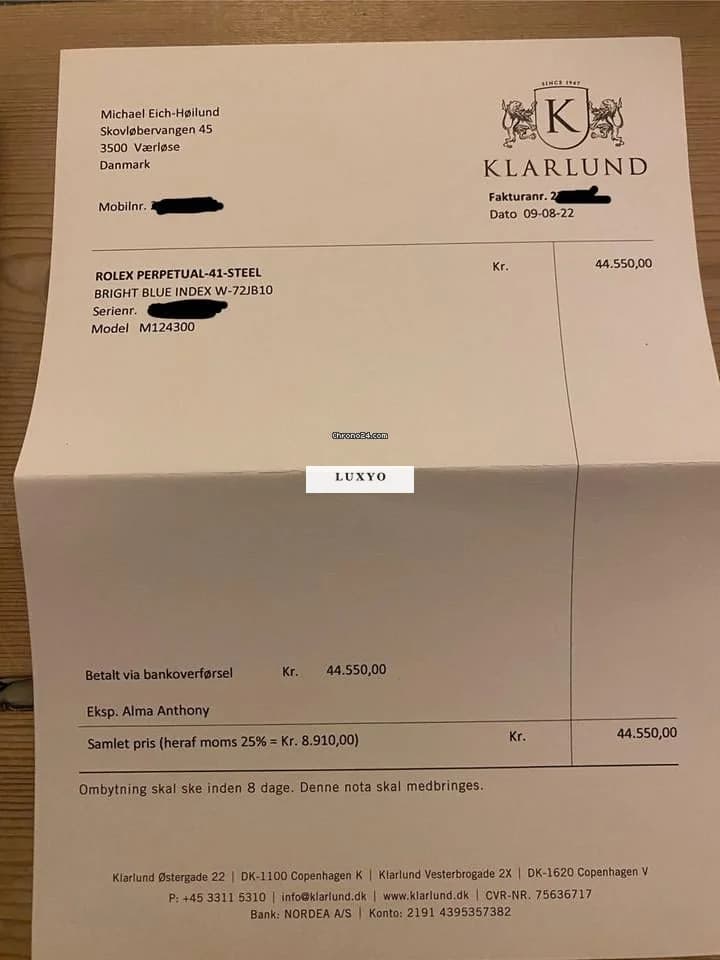 Michael Eich-Høilund
Skovløbervangen 45
3500 Værløse
Danmark
Mobilnr.
SINCE 1947
K
KLARLUND
Fakturanr. 2
Dato 09-08-22
ROLEX PERPETUAL-41-STEEL Kr. 44.550,00
BRIGHT BLUE INDEX W-72JB10
Serienr.
Model M124300
Chrono24.com
LUXYO
Betalt via bankoverførsel Kr. 44.550,00
Eksp. Alma Anthony
Samlet pris (heraf moms 25% = Kr. 8.910,00) Kr. 44.550,00
Ombytning skal ske inden 8 dage. Denne nota skal medbringes.
Klarlund Østergade 22 | DK-1100 Copenhagen K | Klarlund Vesterbrogade 2X | DK-1620 Copenhagen V
P: +45 3311 5310 | info@klarlund.dk | www.klarlund.dk | CVR-NR. 75636717
Bank: NORDEA A/S | Konto: 2191 4395357382